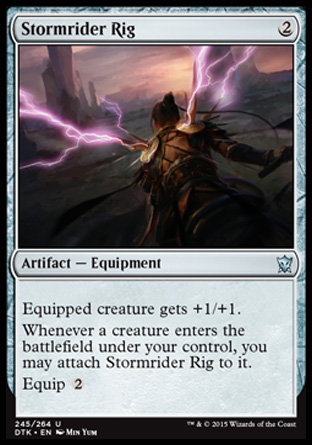 Stormrider Rig 2
Artifact — Equipment
Equipped creature gets +1/+1.
Whenever a creature enters the
battlefield under your control, you
may attach Stormrider Rig to it.
Equip 2
245/264 U
DTK • EN Min Yum
™ & © 2015 Wizards of the Coast